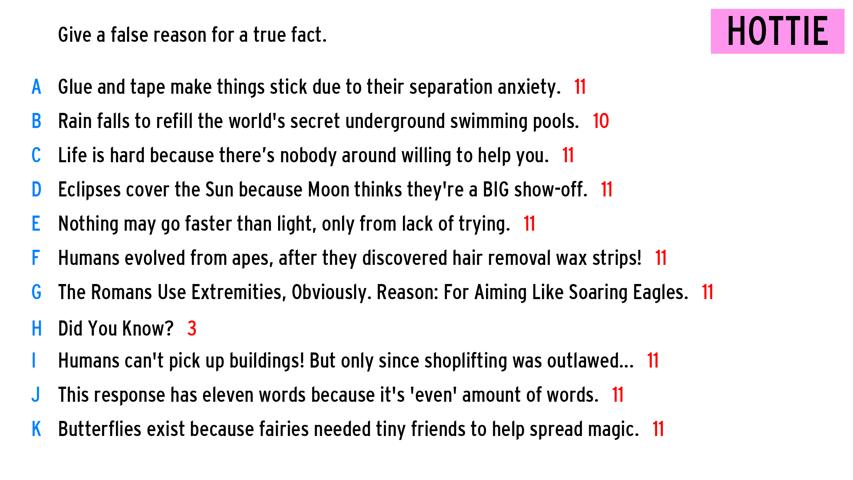 HOTTIE
Give a false reason for a true fact.
A Glue and tape make things stick due to their separation anxiety. 11
B Rain falls to refill the world's secret underground swimming pools. 10
C Life is hard because there's nobody around willing to help you. 11
D Eclipses cover the Sun because Moon thinks they're a BIG show-off. 11
E Nothing may go faster than light, only from lack of trying. 11
F Humans evolved from apes, after they discovered hair removal wax strips! 11
G The Romans Use Extremities, Obviously. Reason: For Aiming Like Soaring Eagles. 11
H Did You Know? 3
I Humans can't pick up buildings! But only since shoplifting was outlawed... 11
J This response has eleven words because it's 'even' amount of words. 11
K Butterflies exist because fairies needed tiny friends to help spread magic. 11